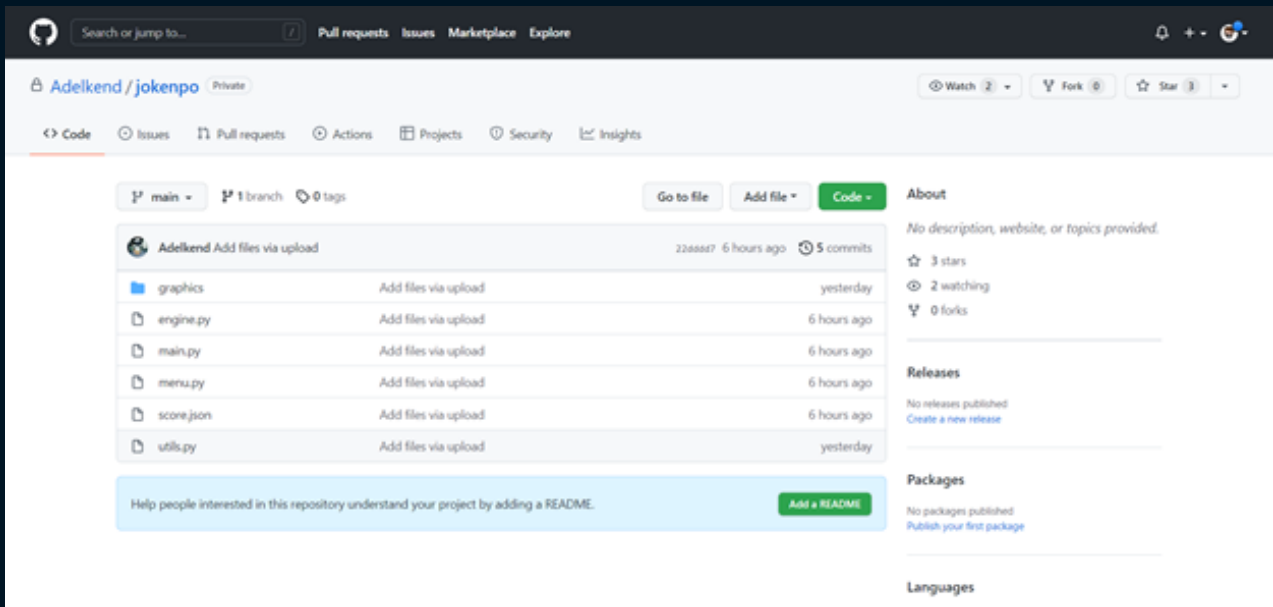 Search or jump to... / Pull requests Issues Marketplace Explore
Adelkend / jokenpo Private Watch 2 Fork 0 Star 3
<> Code Issues Pull requests Actions Projects Security Insights
main 1 branch 0 tags Go to file Add file Code
Adelkend Add files via upload 6 hours ago 5 commits
graphics Add files via upload yesterday
engine.py Add files via upload 6 hours ago
main.py Add files via upload 6 hours ago
menu.py Add files via upload 6 hours ago
score.json Add files via upload 6 hours ago
utils.py Add files via upload yesterday
Help people interested in this repository understand your project by adding a README. Add a README
About
No description, website, or topics provided.
3 stars
2 watching
0 forks
Releases
No releases published
Create a new release
Packages
No packages published
Publish your first package
Languages